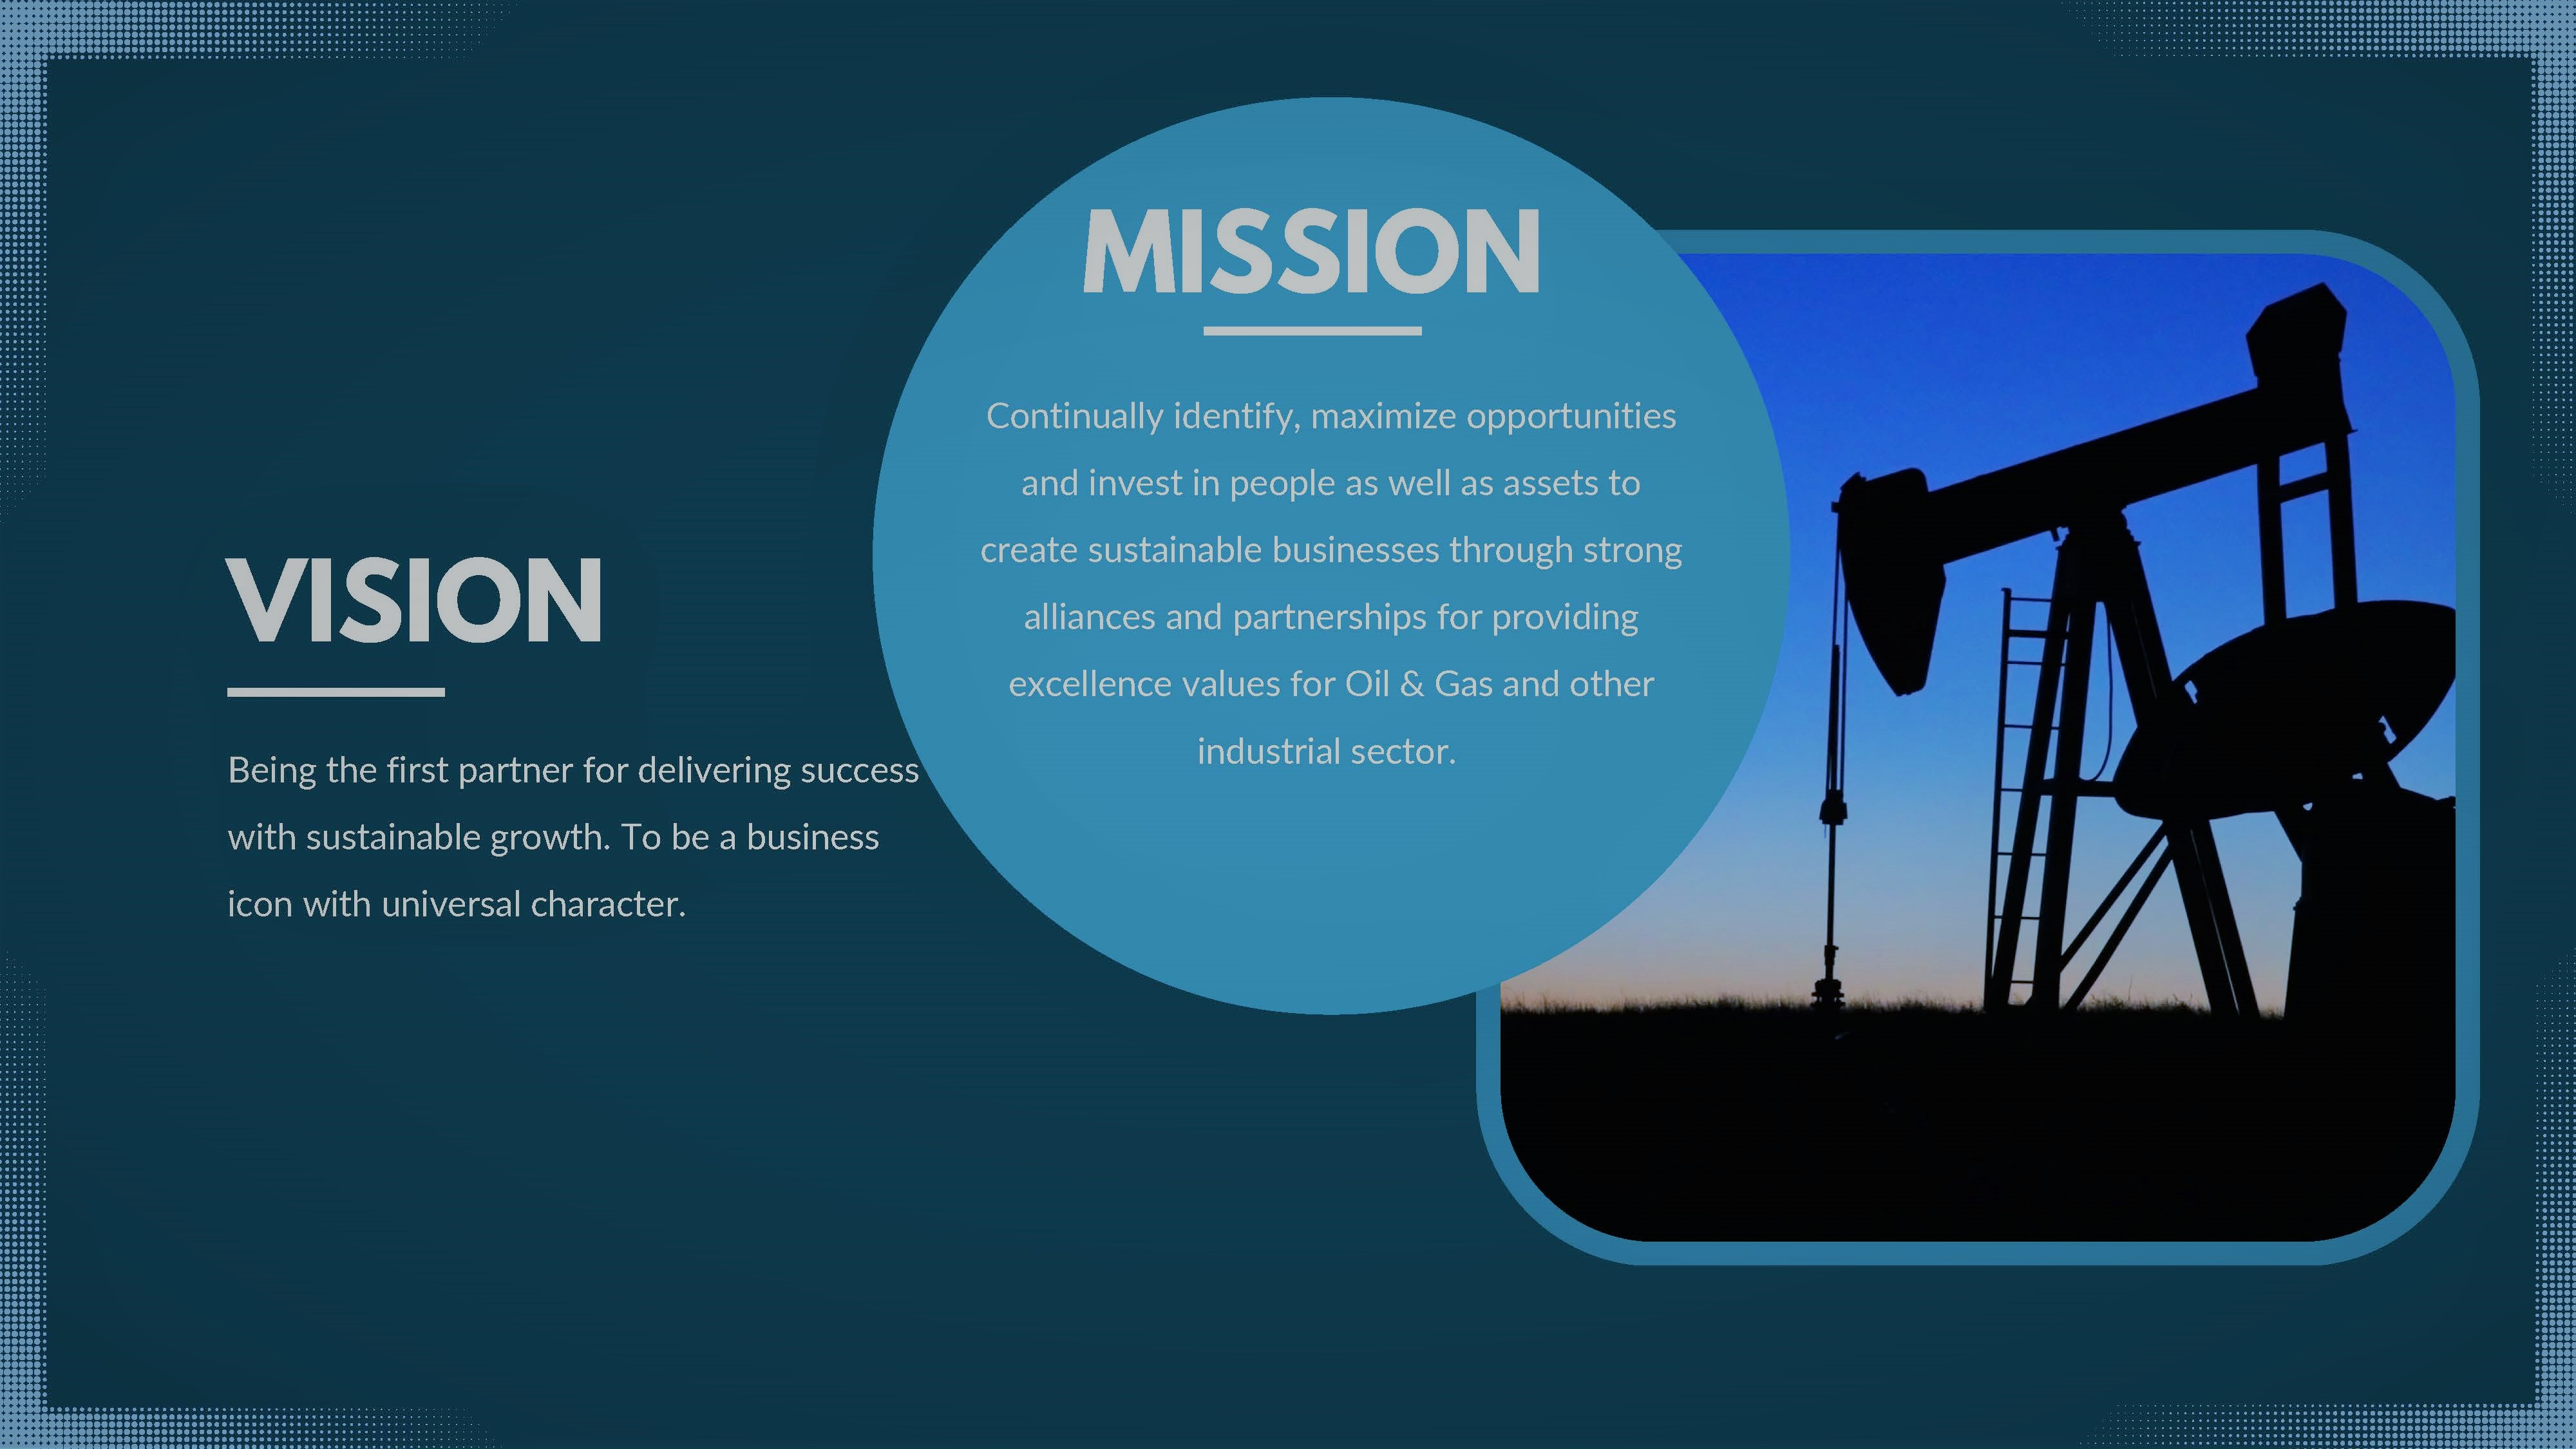 VISION
Being the first partner for delivering success
with sustainable growth. To be a business
icon with universal character.
MISSION
Continually identify, maximize opportunities
and invest in people as well as assets to
create sustainable businesses through strong
alliances and partnerships for providing
excellence values for Oil & Gas and other
industrial sector.